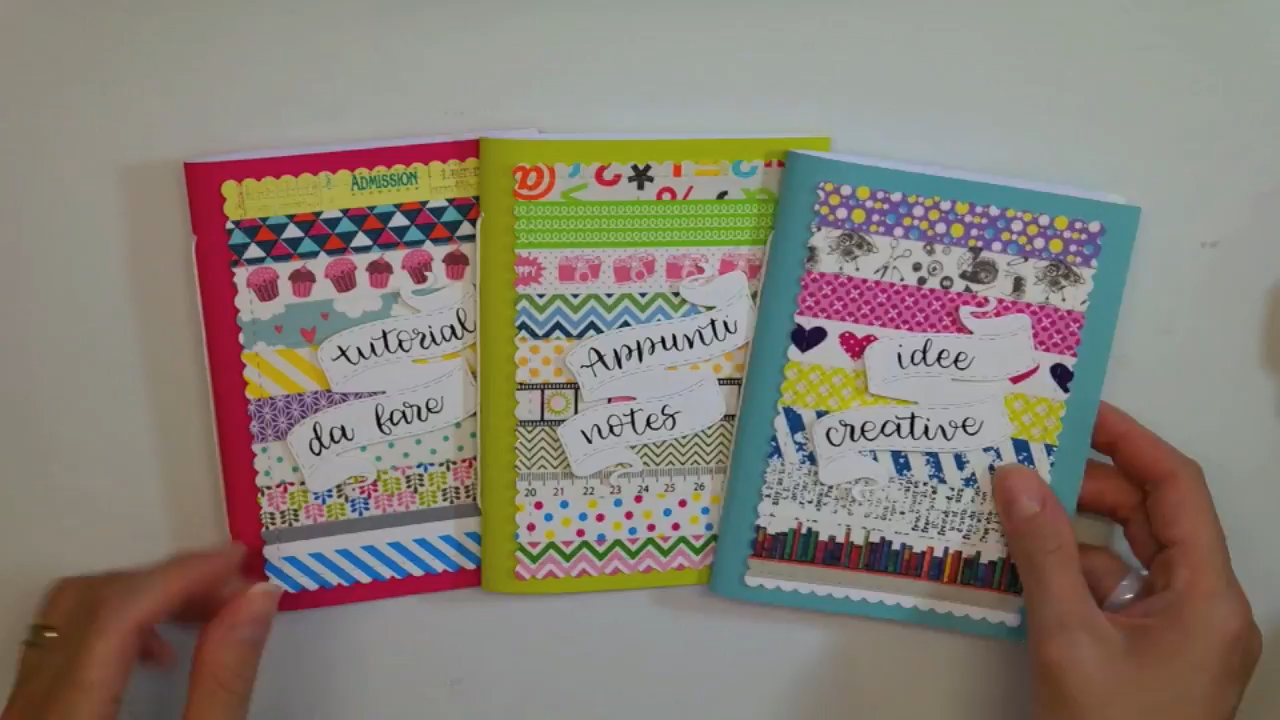 ADMISSION
tutorial
da fare
Appunti
notes
20 21 22 23 24 25 26
idee
creative